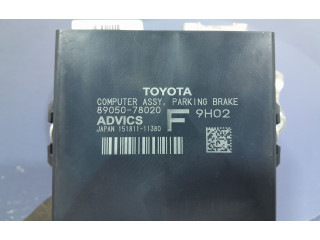 TOYOTA
COMPUTER ASSY, PARKING BRAKE
89050-78020
ADVICS F 9H02
JAPAN 151811-11380